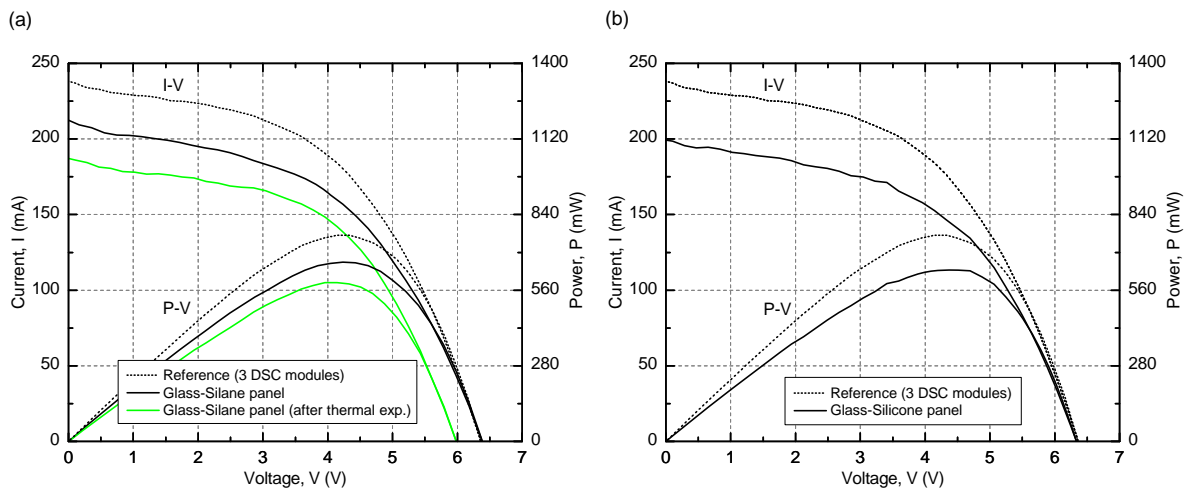 (a)
(b)
250
200
150
100
50
0
Current, I (mA)
1400
1120
840
560
280
0
Power, P (mW)
I-V
P-V
Reference (3 DSC modules)
Glass-Silane panel
Glass-Silane panel (after thermal exp.)
0 1 2 3 4 5 6 7
Voltage, V (V)
250
200
150
100
50
0
Current, I (mA)
1400
1120
840
560
280
0
Power, P (mW)
I-V
P-V
Reference (3 DSC modules)
Glass-Silicone panel
0 1 2 3 4 5 6 7
Voltage, V (V)